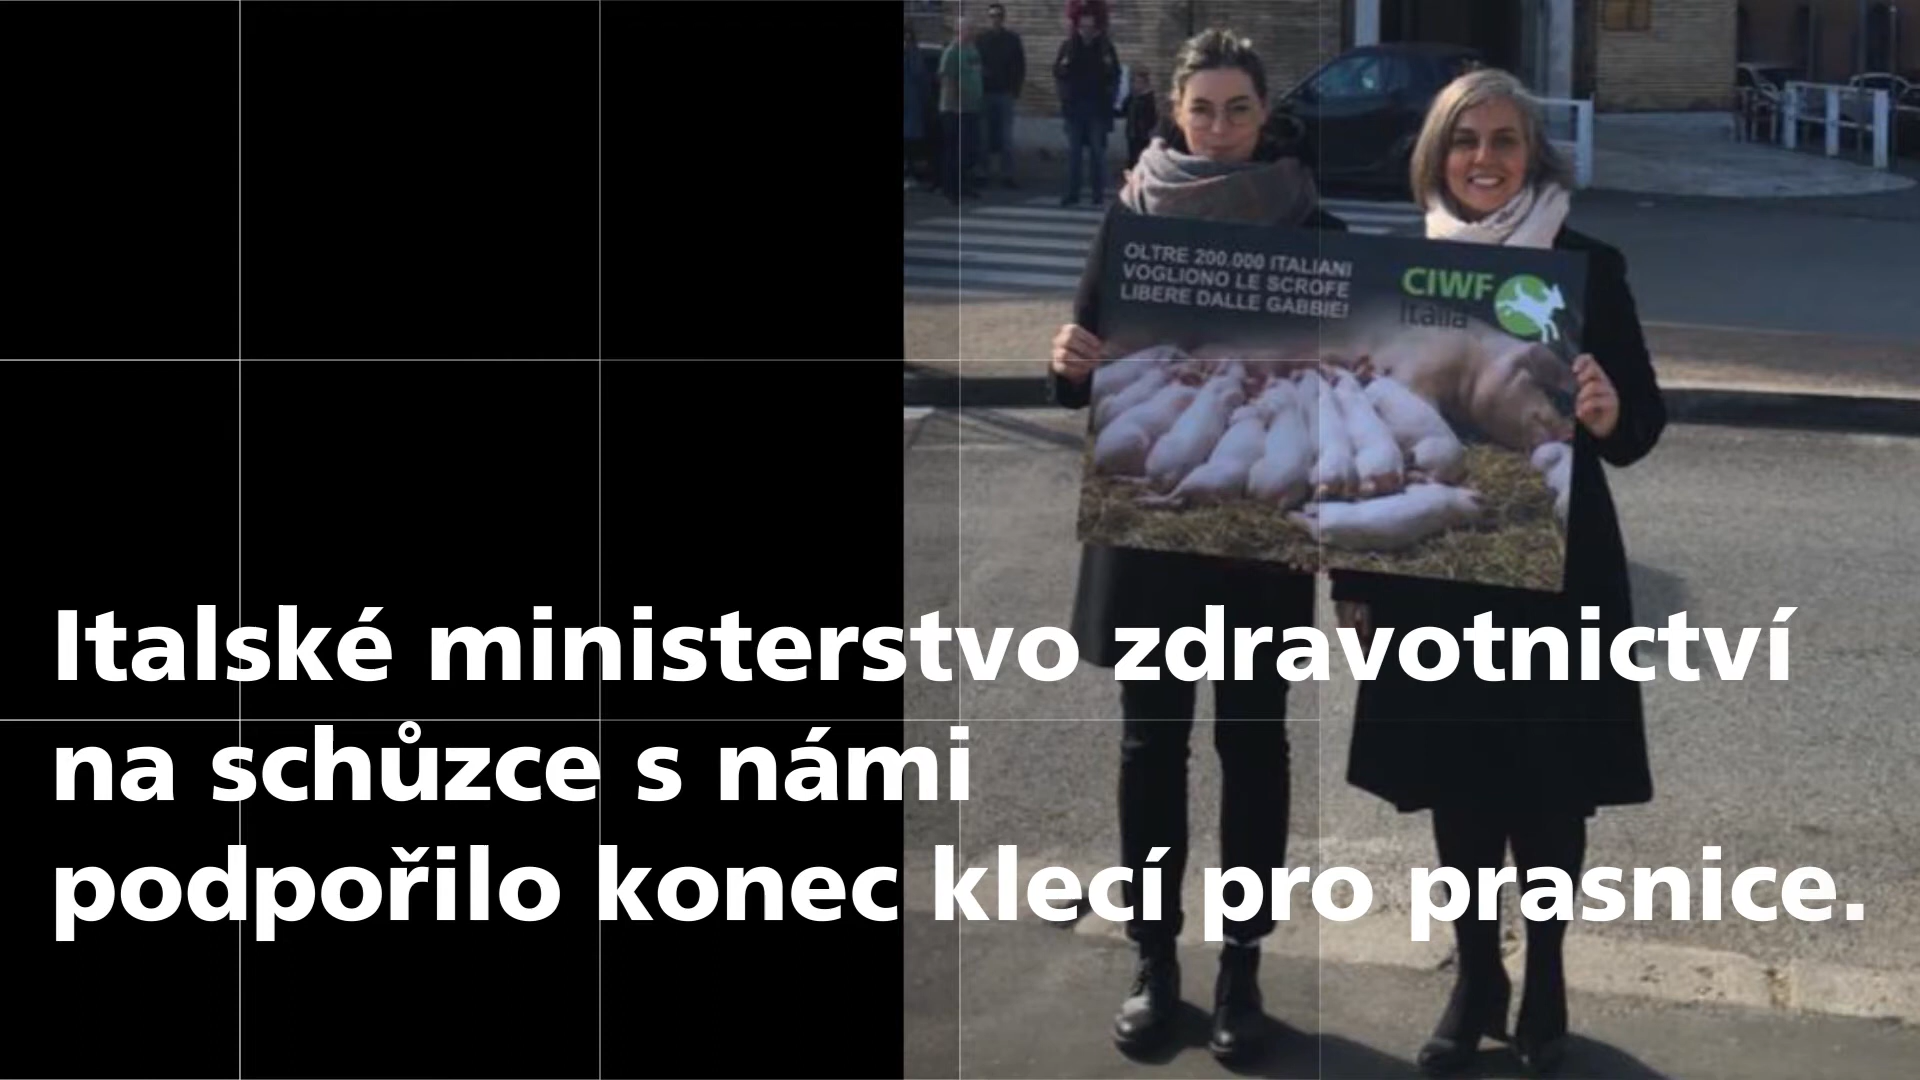 OLTRE 200.000 ITALIANI
VOGLIONO LE SCROFE
LIBERE DALLE GABBIE!
CIWF
Italia
Italské ministerstvo zdravotnictví
na schůzce s námi
podpořilo konec klecí pro prasnice.